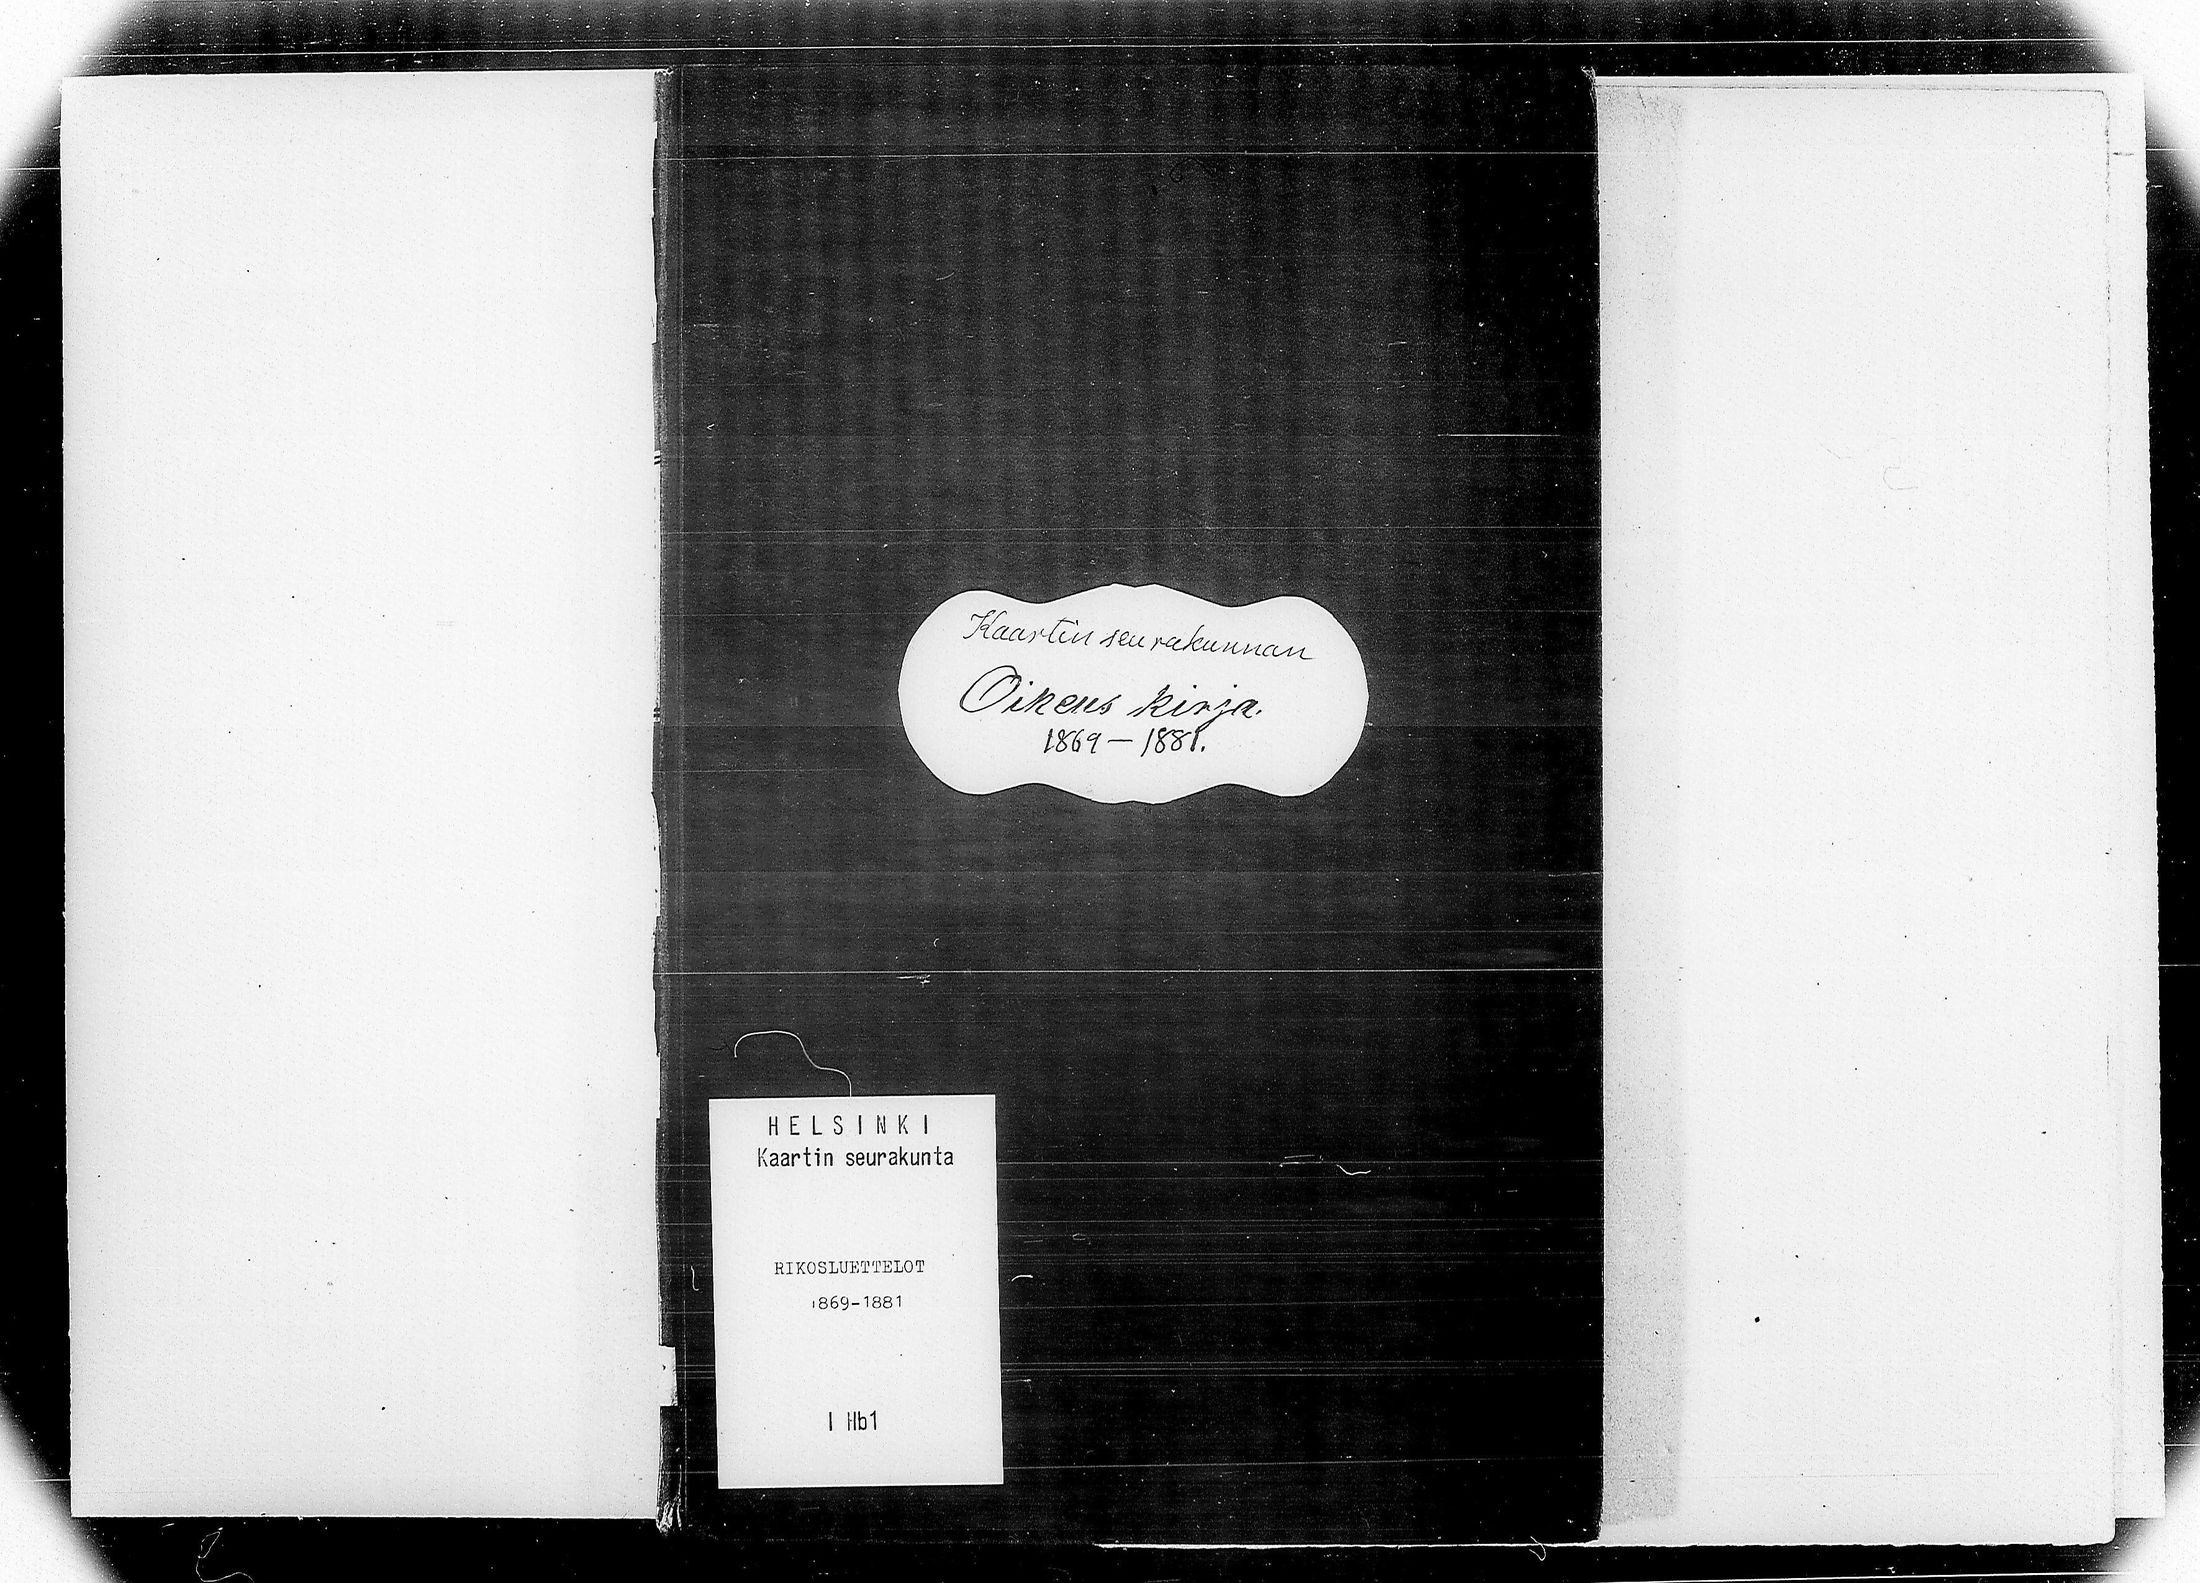 Kaartin seurakunnan
Oikeus kirja.
1869 — 1881.
HELSINKI
Kaartin seurakunta
RIKOSLUETTELOT
1869-1881
I Hb1